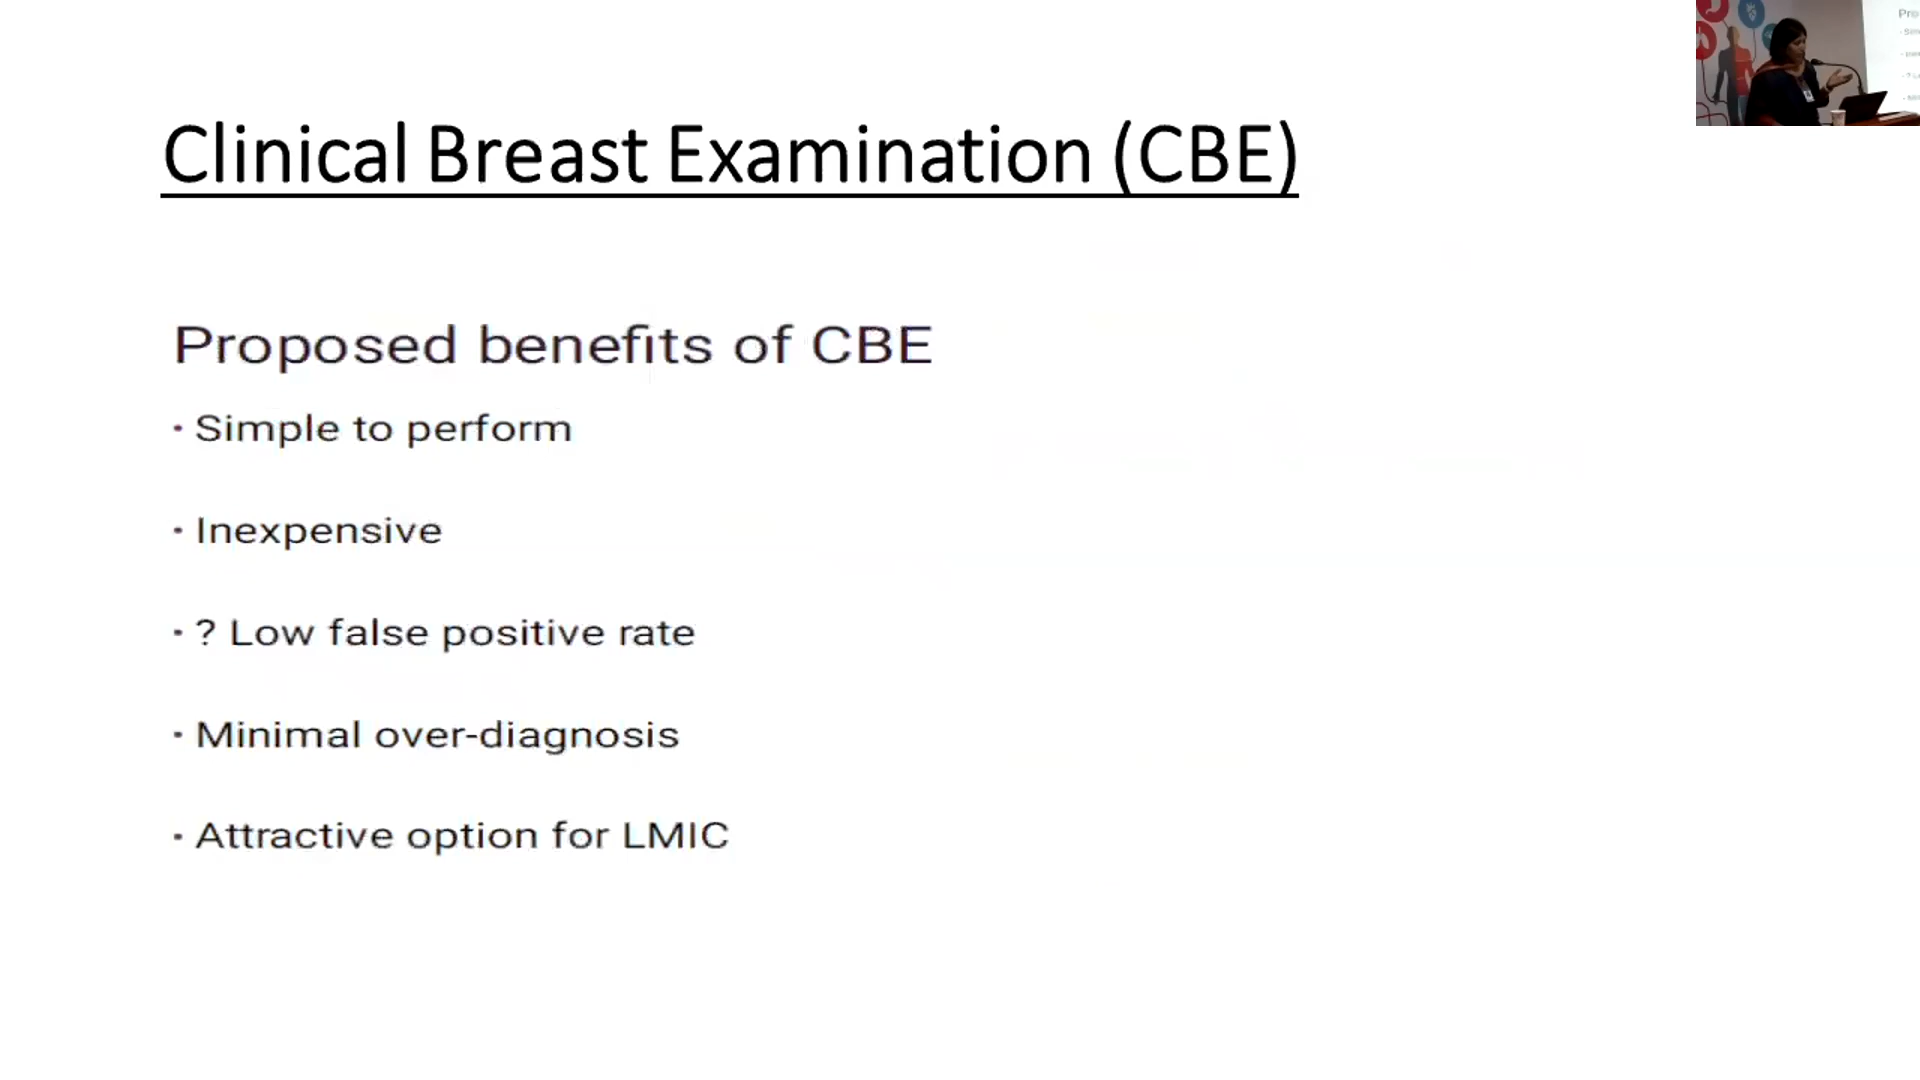 Clinical Breast Examination (CBE)
Proposed benefits of CBE
· Simple to perform
· Inexpensive
· ? Low false positive rate
· Minimal over-diagnosis
· Attractive option for LMIC